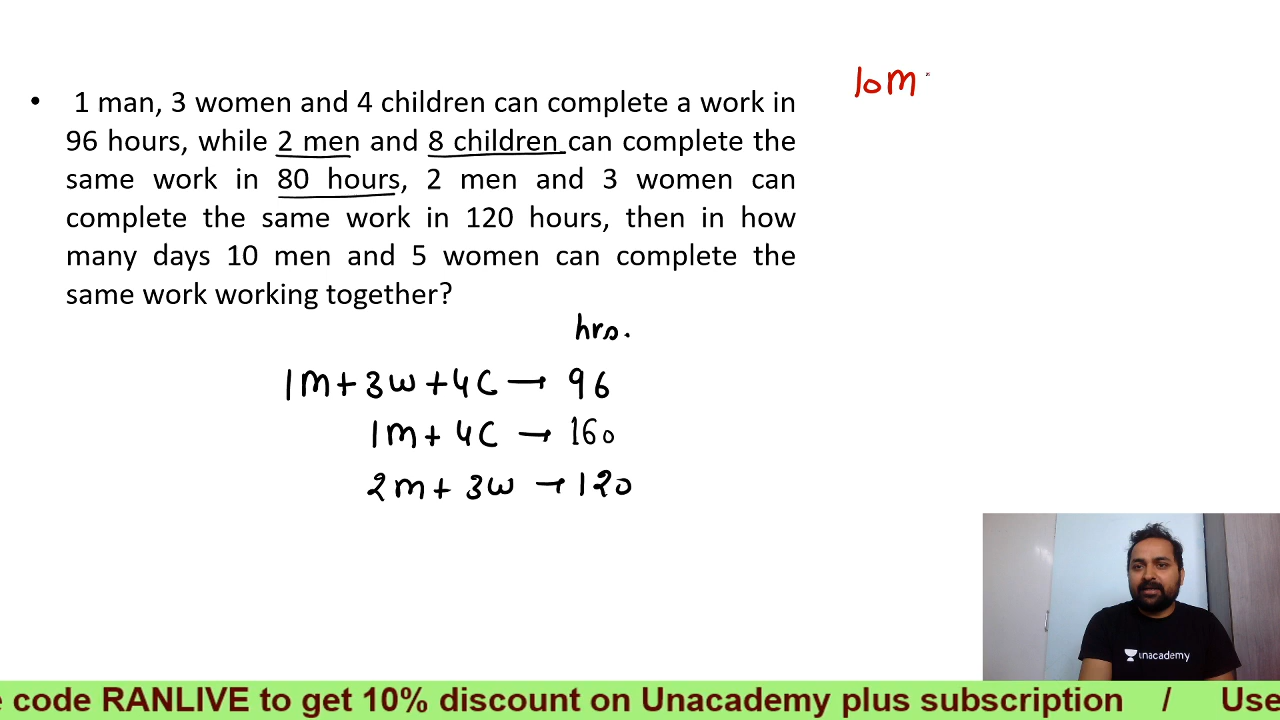 10M
• 1 man, 3 women and 4 children can complete a work in
96 hours, while 2 men and 8 children can complete the
same work in 80 hours, 2 men and 3 women can
complete the same work in 120 hours, then in how
many days 10 men and 5 women can complete the
same work working together?
hrs.
1M+3W+4C → 96
1M+4C → 160
2M+3W → 120
unacademy
e code RANLIVE to get 10% discount on Unacademy plus subscription / Use